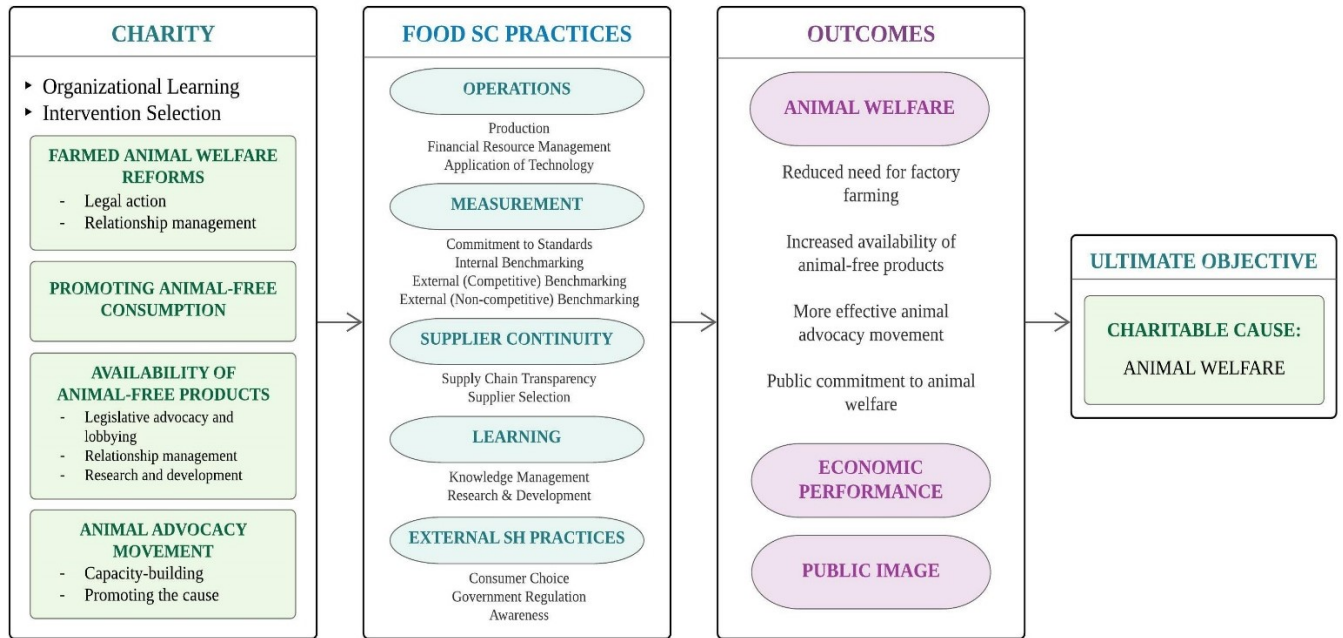 CHARITY
‣ Organizational Learning
‣ Intervention Selection
FARMED ANIMAL WELFARE
REFORMS
- Legal action
- Relationship management
PROMOTING ANIMAL-FREE
CONSUMPTION
AVAILABILITY OF
ANIMAL-FREE PRODUCTS
- Legislative advocacy and
lobbying
- Relationship management
- Research and development
ANIMAL ADVOCACY
MOVEMENT
- Capacity-building
- Promoting the cause
FOOD SC PRACTICES
OPERATIONS
Production
Financial Resource Management
Application of Technology
MEASUREMENT
Commitment to Standards
Internal Benchmarking
External (Competitive) Benchmarking
External (Non-competitive) Benchmarking
SUPPLIER CONTINUITY
Supply Chain Transparency
Supplier Selection
LEARNING
Knowledge Management
Research & Development
EXTERNAL SH PRACTICES
Consumer Choice
Government Regulation
Awareness
OUTCOMES
ANIMAL WELFARE
Reduced need for factory
farming
Increased availability of
animal-free products
More effective animal
advocacy movement
Public commitment to animal
welfare
ECONOMIC
PERFORMANCE
PUBLIC IMAGE
ULTIMATE OBJECTIVE
CHARITABLE CAUSE:
ANIMAL WELFARE